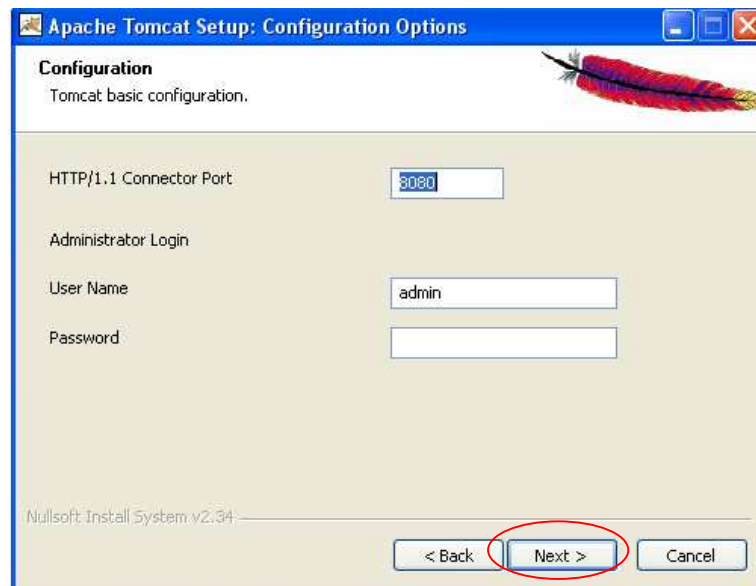 Apache Tomcat Setup: Configuration Options
Configuration
Tomcat basic configuration.
HTTP/1.1 Connector Port 8080
Administrator Login
User Name admin
Password
Nullsoft Install System v2.34
< Back Next > Cancel